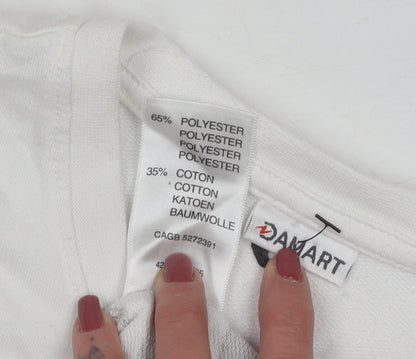 65% POLYESTER
POLYESTER
POLYESTER
POLYESTER
35% COTON
COTTON
KATOEN
BAUMWOLLE
CAGB 5272391
DAMART